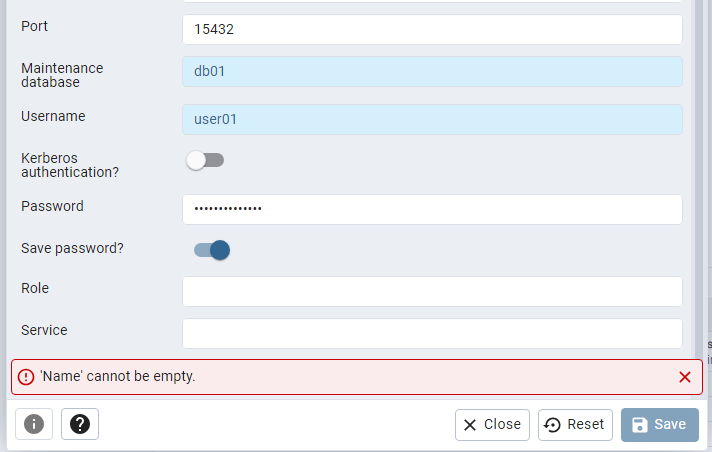 Port
15432
Maintenance
database
db01
Username
user01
Kerberos
authentication?
Password
••••••••••••••
Save password?
Role
Service
'Name' cannot be empty.
Close
Reset
Save